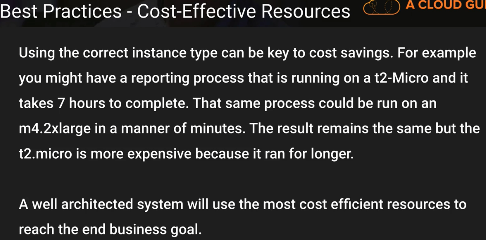 Best Practices - Cost-Effective Resources
A CLOUD GU
Using the correct instance type can be key to cost savings. For example
you might have a reporting process that is running on a t2-Micro and it
takes 7 hours to complete. That same process could be run on an
m4.2xlarge in a manner of minutes. The result remains the same but the
t2.micro is more expensive because it ran for longer.
A well architected system will use the most cost efficient resources to
reach the end business goal.